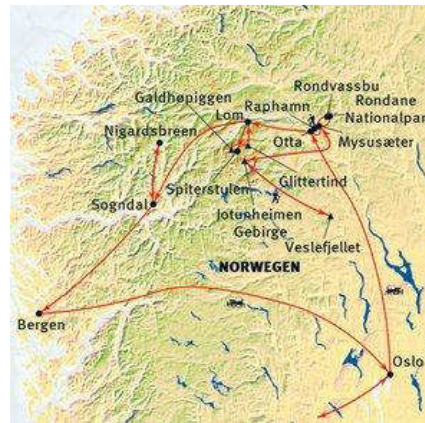 Rondvassbu
Galdhøpiggen
Raphamn
Rondane
Lom
Nationalpar
Nigardsbreen
Otta
Mysusæter
Spiterstulen
Glittertind
Sogndal
Jotunheimen
Gebirge
Veslefjellet
NORWEGEN
Bergen
Oslo